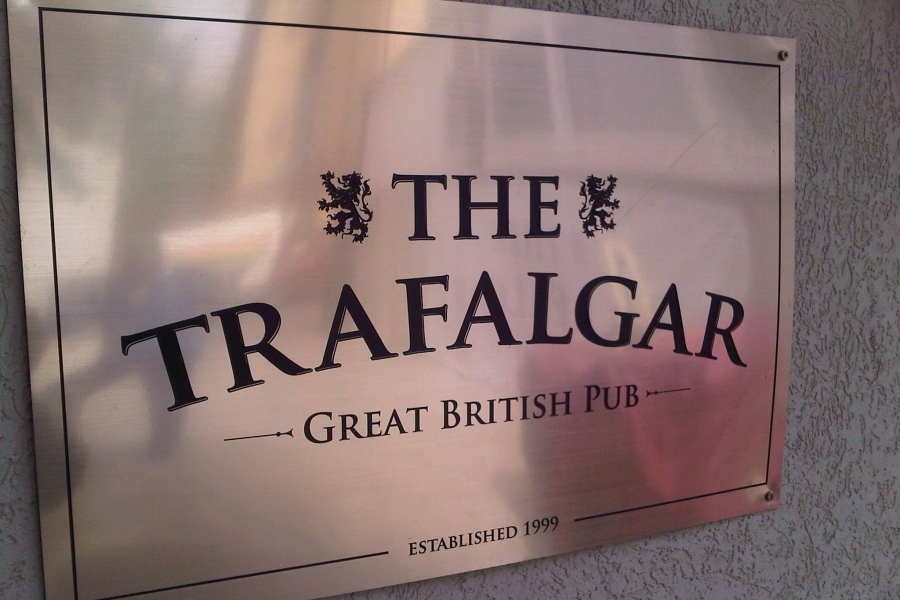 THE
TRAFALGAR
GREAT BRITISH PUB
ESTABLISHED 1999